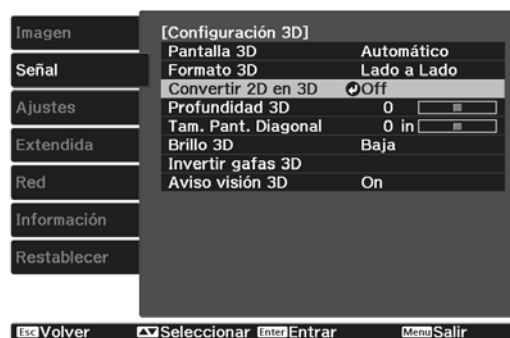 Imagen
Señal
Ajustes
Extendida
Red
Información
Restablecer
[Configuración 3D]
Pantalla 3D Automático
Formato 3D Lado a Lado
Convertir 2D en 3D Off
Profundidad 3D 0
Tam. Pant. Diagonal 0 in
Brillo 3D Baja
Invertir gafas 3D
Aviso visión 3D On
Esc Volver Seleccionar Enter Entrar Menu Salir